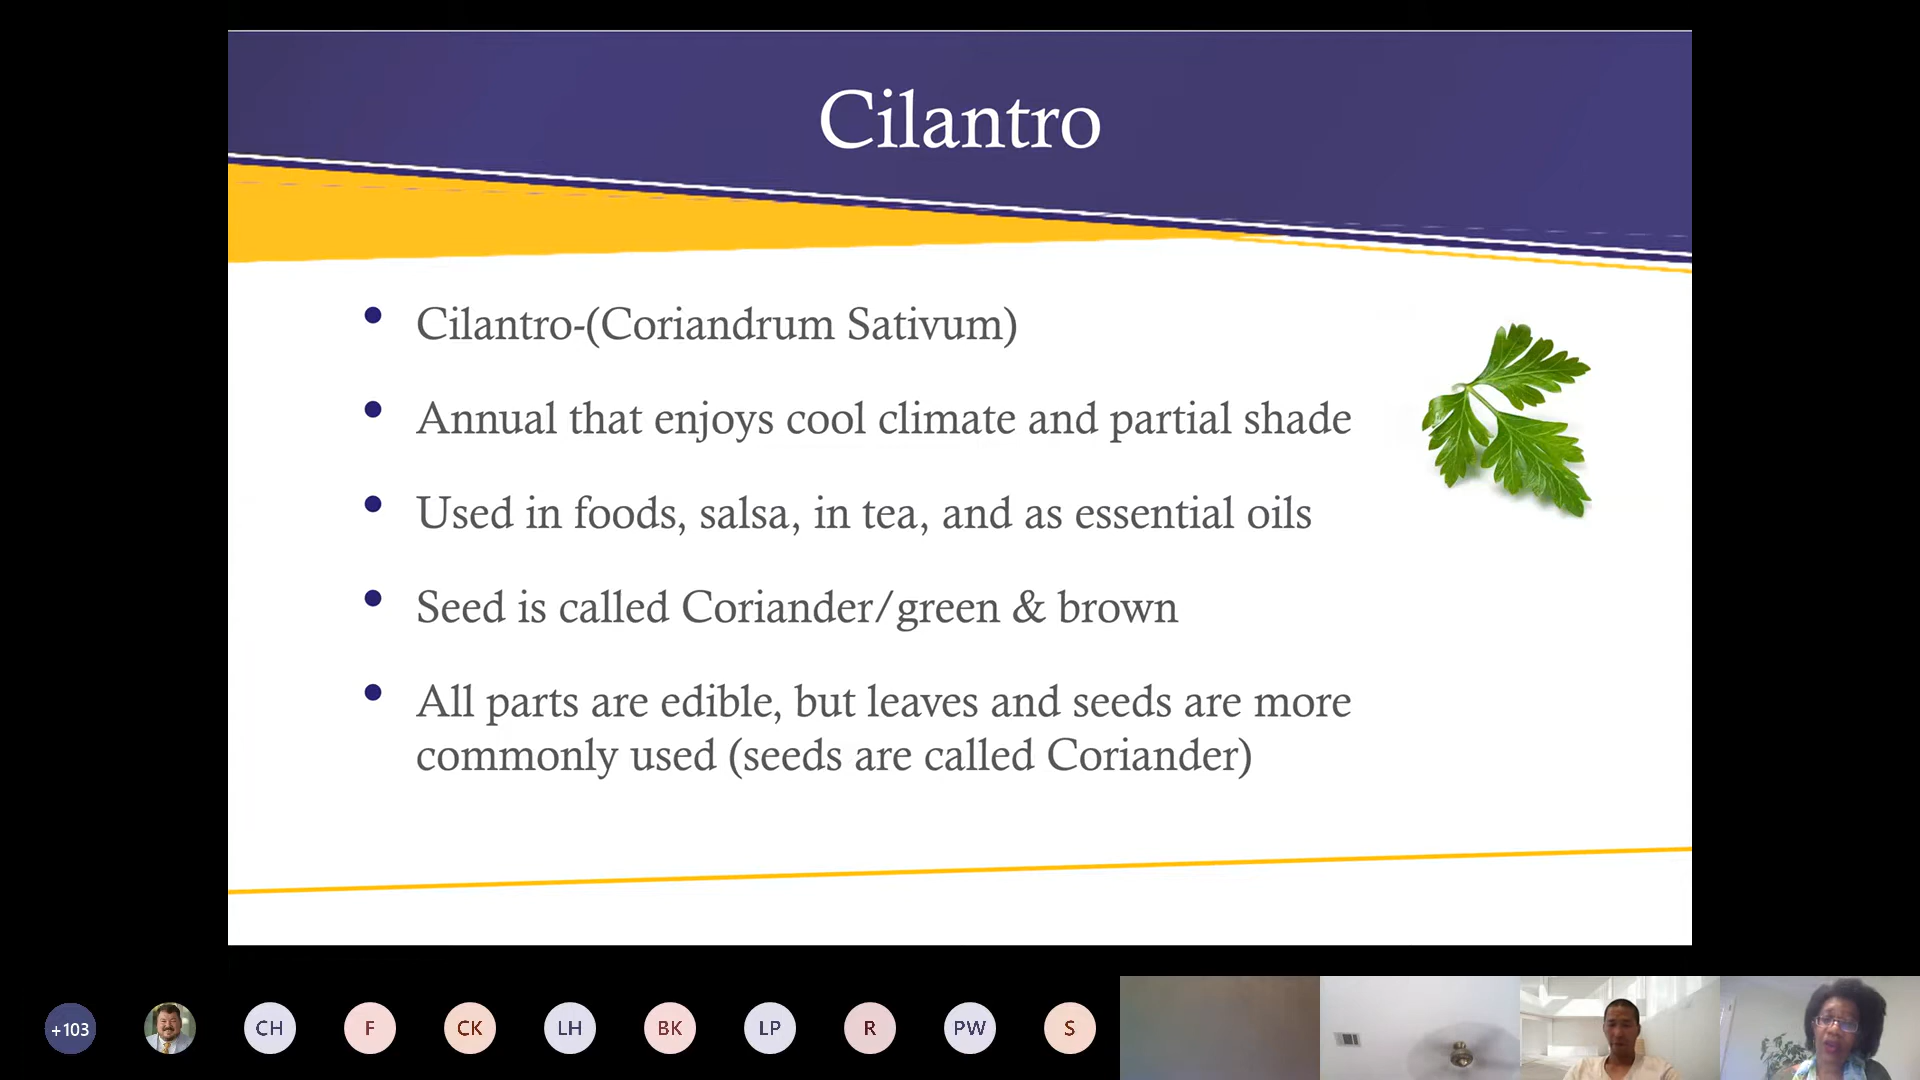 Cilantro
Cilantro-(Coriandrum Sativum)
Annual that enjoys cool climate and partial shade
Used in foods, salsa, in tea, and as essential oils
Seed is called Coriander/green & brown
All parts are edible, but leaves and seeds are more
commonly used (seeds are called Coriander)
+103 CH F CK LH BK LP R PW S